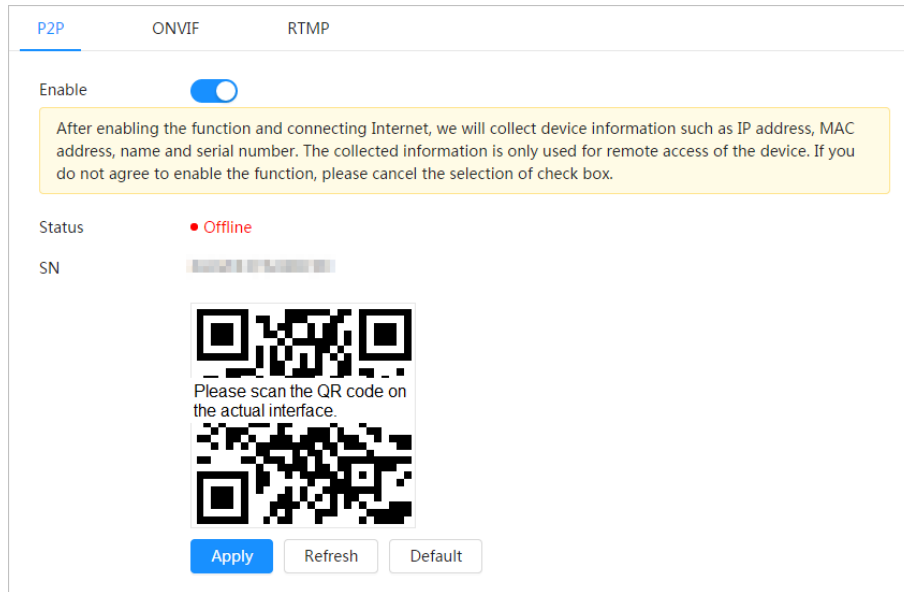 P2P ONVIF RTMP
Enable
After enabling the function and connecting Internet, we will collect device information such as IP address, MAC
address, name and serial number. The collected information is only used for remote access of the device. If you
do not agree to enable the function, please cancel the selection of check box.
Status Offline
SN
Please scan the QR code on
the actual interface.
Apply Refresh Default